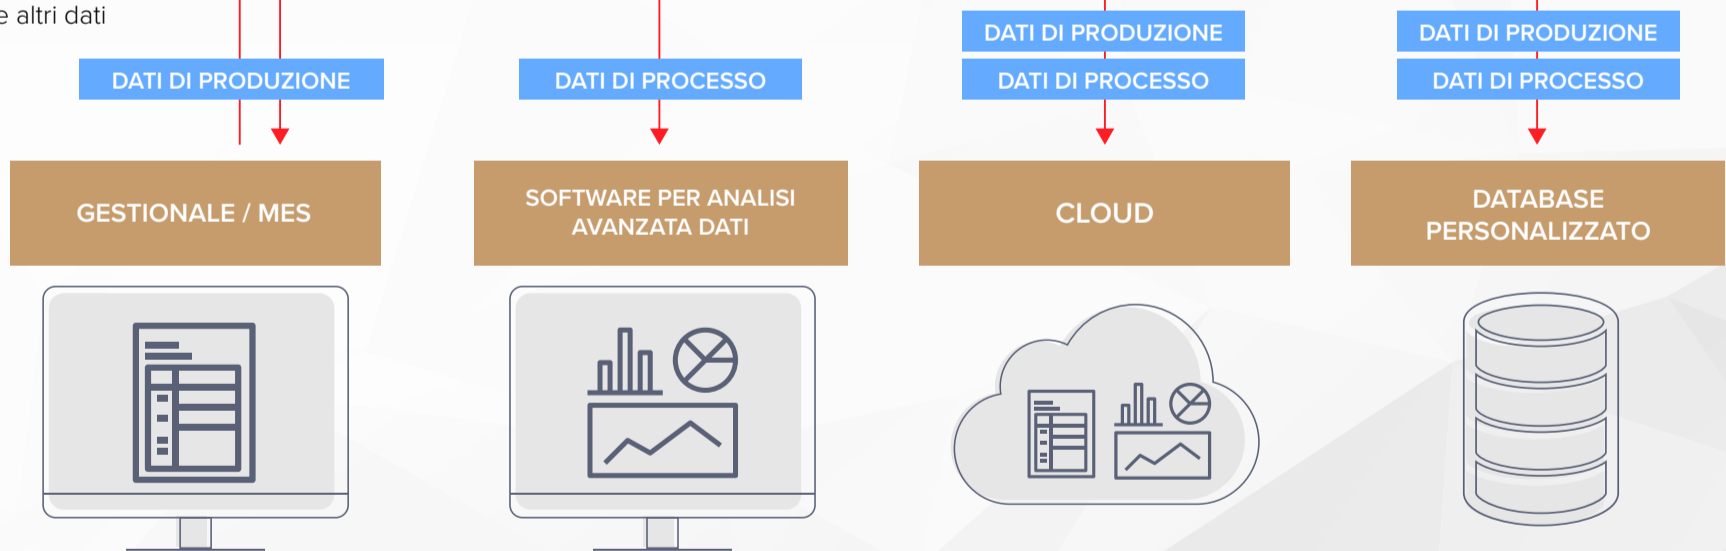 e altri dati
DATI DI PRODUZIONE
DATI DI PROCESSO
DATI DI PRODUZIONE
DATI DI PROCESSO
DATI DI PRODUZIONE
DATI DI PROCESSO
GESTIONALE / MES
SOFTWARE PER ANALISI
AVANZATA DATI
CLOUD
DATABASE
PERSONALIZZATO